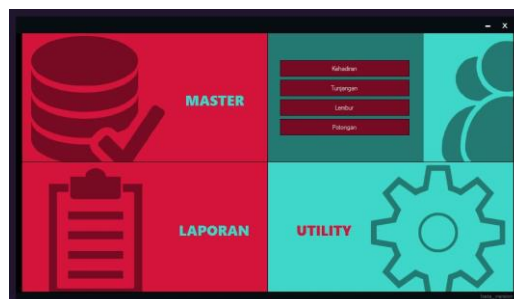 MASTER
Kehadiran
Tunjangan
Lembur
Potongan
LAPORAN
UTILITY